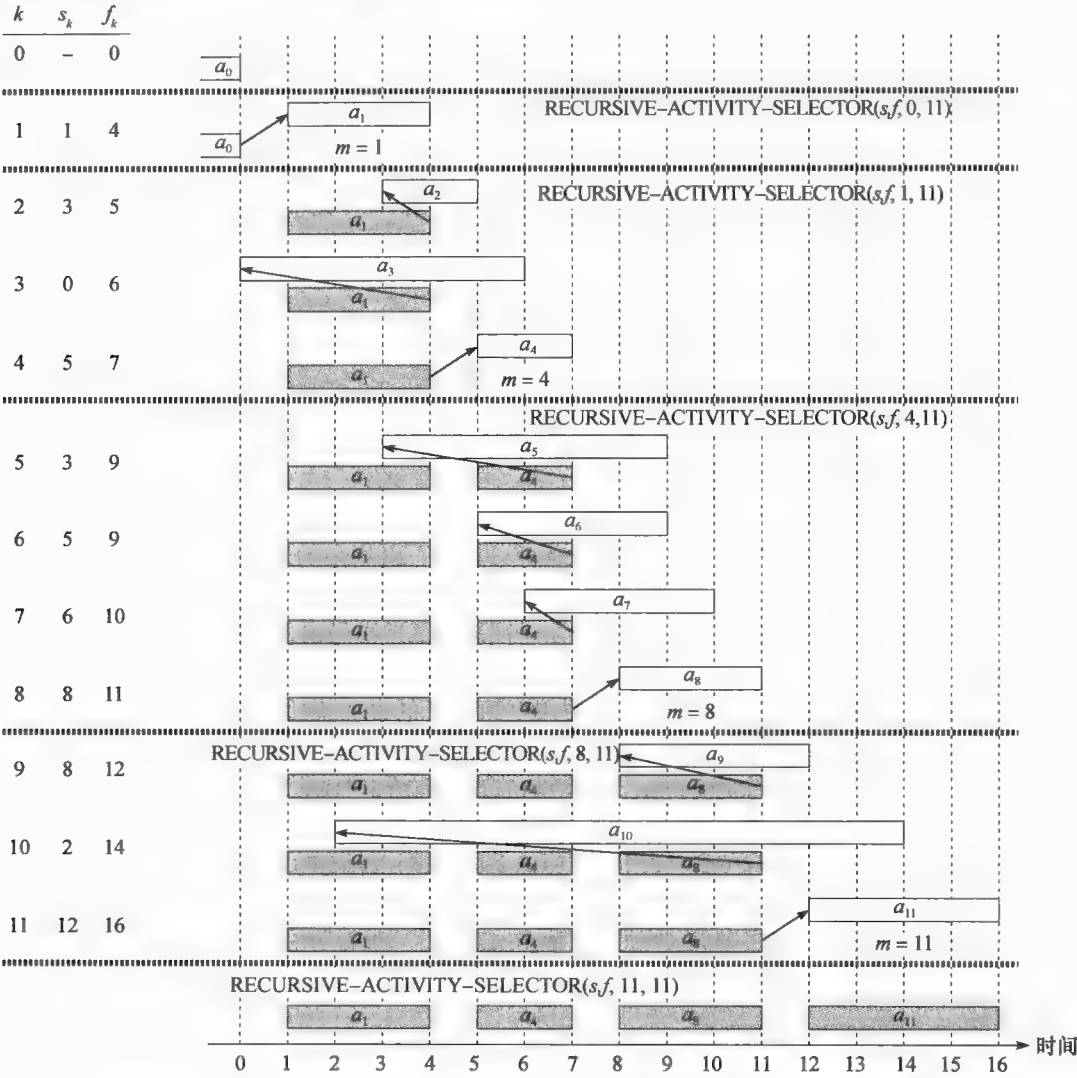 k s_k f_k
0 – 0
a_0
RECURSIVE–ACTIVITY–SELECTOR(s,f, 0, 11)
1 1 4
a_1
a_0
m = 1
RECURSIVE–ACTIVITY–SELECTOR(s,f, 1, 11)
2 3 5
a_2
a_1
3 0 6
a_3
a_1
4 5 7
a_4
a_1
m = 4
RECURSIVE–ACTIVITY–SELECTOR(s,f, 4,11)
5 3 9
a_5
a_1 a_4
6 5 9
a_6
a_1 a_4
7 6 10
a_7
a_1 a_4
8 8 11
a_8
a_1 a_4
m = 8
RECURSIVE–ACTIVITY–SELECTOR(s,f, 8, 11)
9 8 12
a_9
a_1 a_4 a_8
10 2 14
a_10
a_1 a_4 a_8
11 12 16
a_11
a_1 a_4 a_8
m = 11
RECURSIVE–ACTIVITY–SELECTOR(s,f, 11, 11)
a_1 a_4 a_8 a_11
时间
0 1 2 3 4 5 6 7 8 9 10 11 12 13 14 15 16